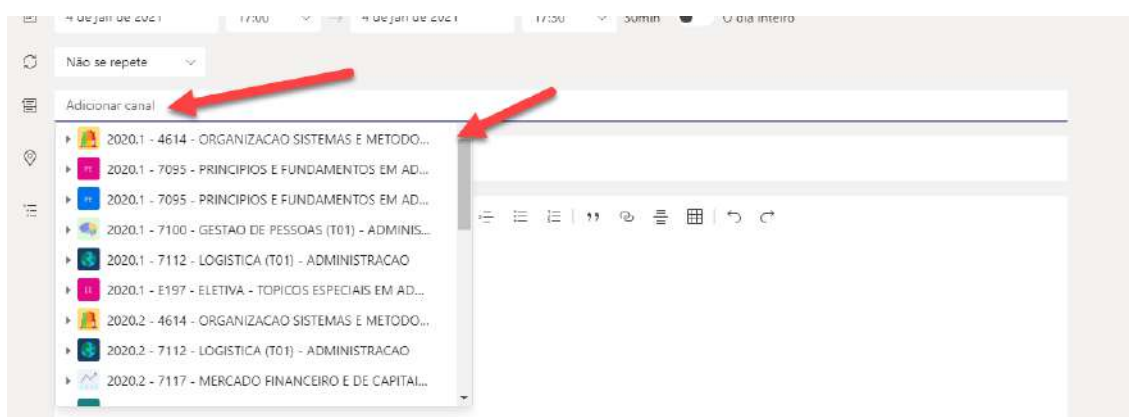 4 de jan de 2021 17:00 → 4 de jan de 2021 17:30 30min O dia inteiro
Não se repete
Adicionar canal
2020.1 - 4614 - ORGANIZACAO SISTEMAS E METODO...
2020.1 - 7095 - PRINCIPIOS E FUNDAMENTOS EM AD...
2020.1 - 7095 - PRINCIPIOS E FUNDAMENTOS EM AD...
2020.1 - 7100 - GESTAO DE PESSOAS (T01) - ADMINIS...
2020.1 - 7112 - LOGISTICA (T01) - ADMINISTRACAO
2020.1 - E197 - ELETIVA - TOPICOS ESPECIAIS EM AD...
2020.2 - 4614 - ORGANIZACAO SISTEMAS E METODO...
2020.2 - 7112 - LOGISTICA (T01) - ADMINISTRACAO
2020.2 - 7117 - MERCADO FINANCEIRO E DE CAPITAI...